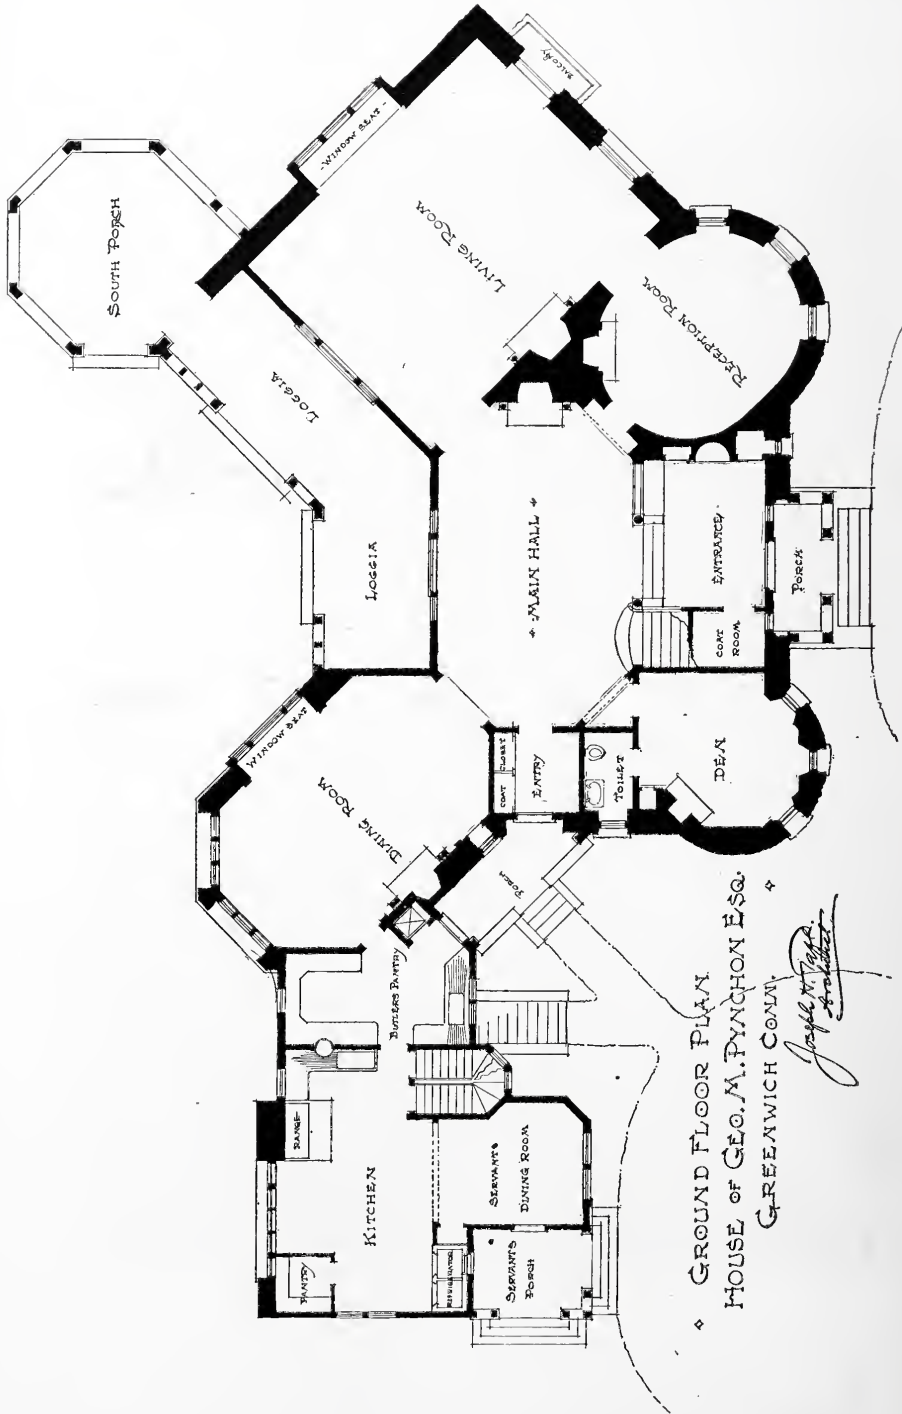 SOUTH PORCH
BALCONY
- WINDOW SEAT -
LIVING ROOM
RECEPTION ROOM
LOGGIA
LOGGIA
MAIN HALL
ENTRANCE
PORCH
COAT
ROOM
WINDOW SEAT
DINING ROOM
COAT CLOSET
ENTRY
TOILET
DEN
PORCH
BUTLERS PANTRY
RANGE
KITCHEN
PANTRY
REFRIGERATOR
SERVANTS
DINING ROOM
SERVANTS
PORCH
GROUND FLOOR PLAN.
HOUSE OF GEO. M. PYNCHON ESQ.
GREENWICH CONN.
Joseph N.
Architect